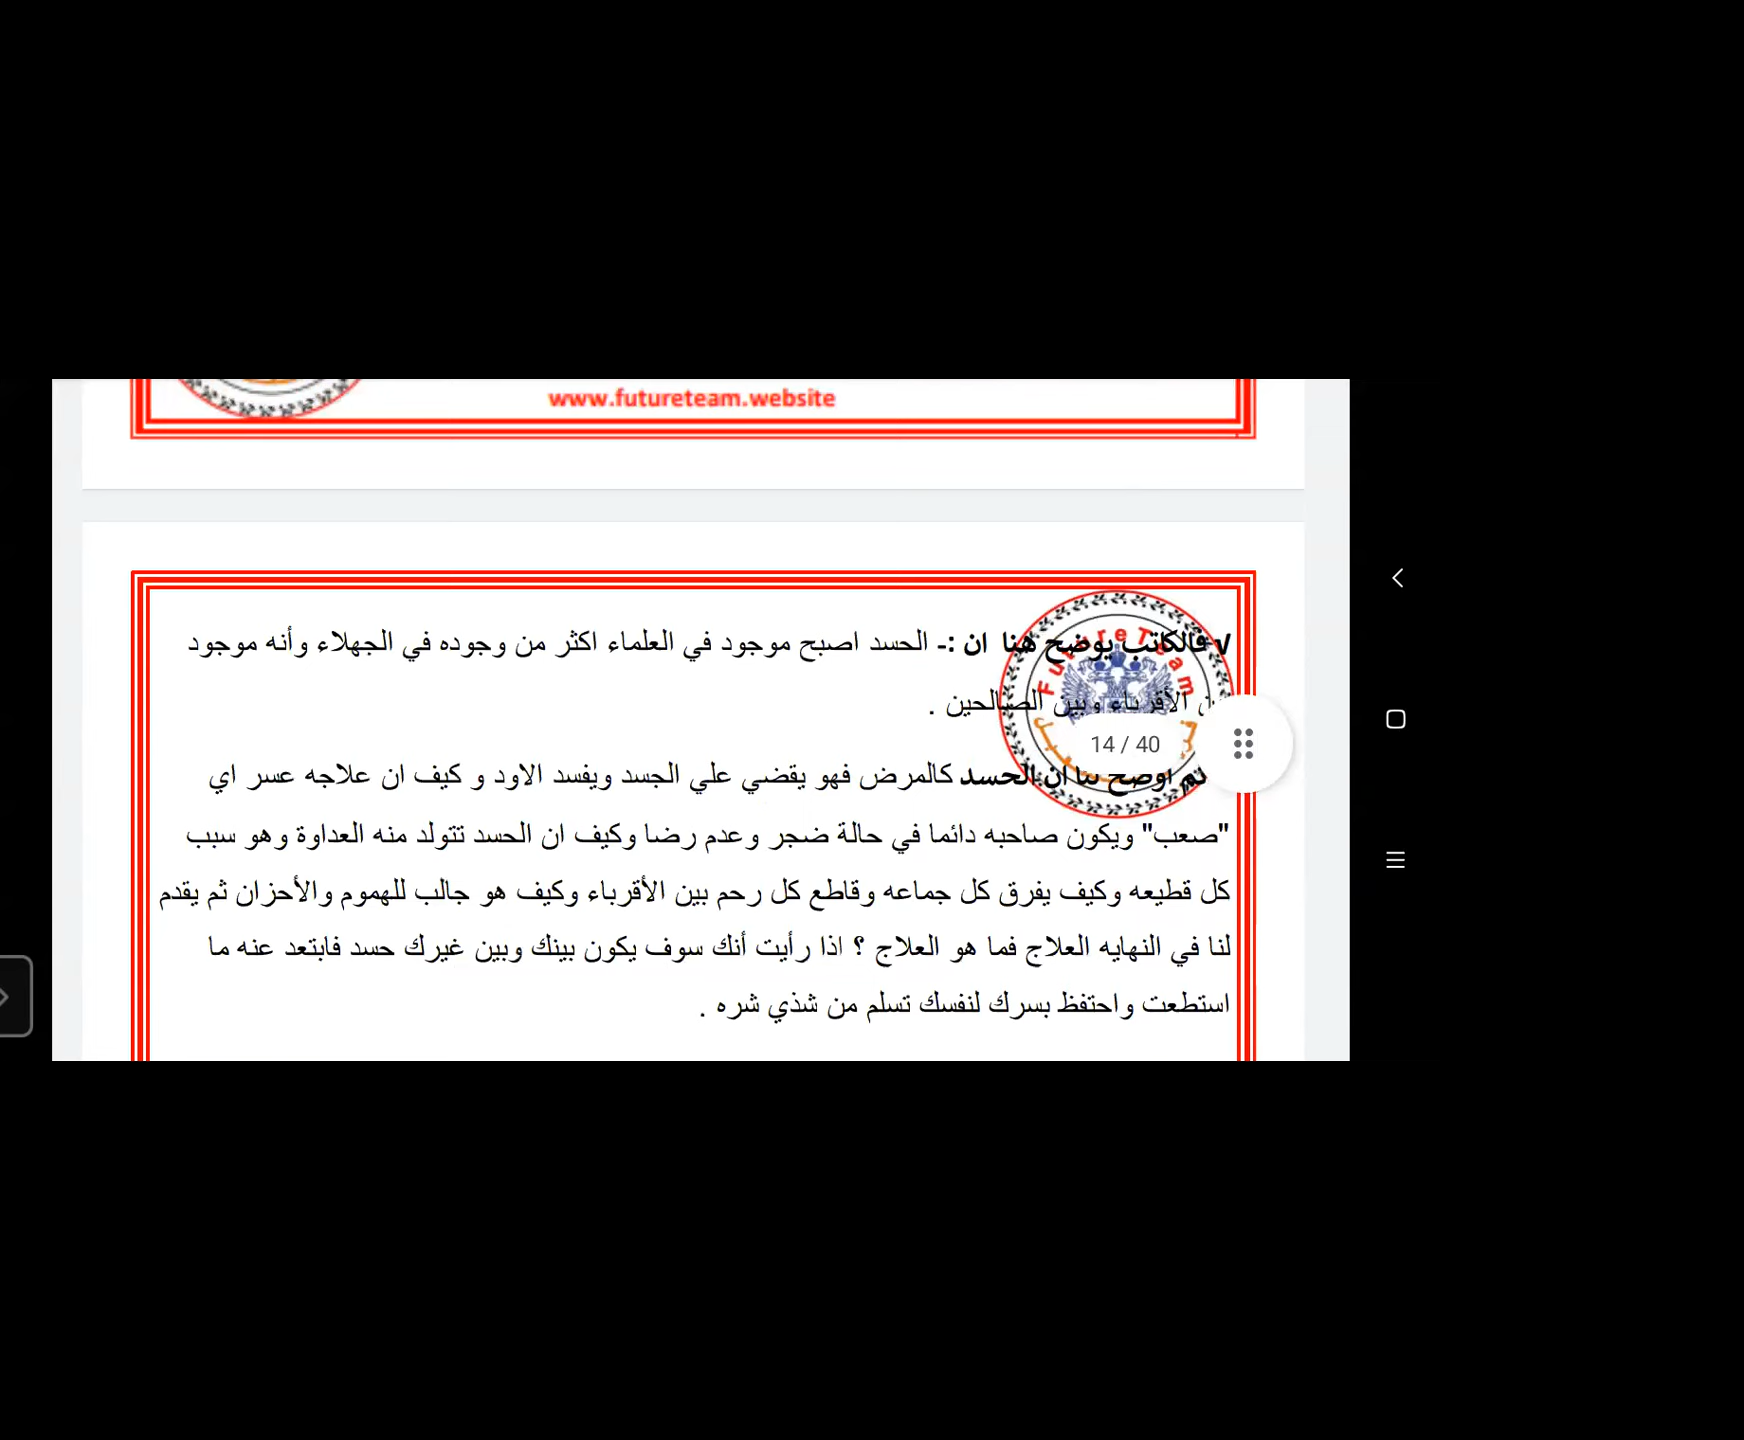 www.futureteam.website
√ فالكاتب يوضح هنا ان :- الحسد اصبح موجود في العلماء اكثر من وجوده في الجهلاء وأنه موجود
الأقرباء وبين الصالحين .
Future Team
14 / 40
ثم اوضح لنا ان الحسد كالمرض فهو يقضي علي الجسد ويفسد الاود و كيف ان علاجه عسر اي
"صعب" ويكون صاحبه دائما في حالة ضجر وعدم رضا وكيف ان الحسد تتولد منه العداوة وهو سبب
كل قطيعه وكيف يفرق كل جماعه وقاطع كل رحم بين الأقرباء وكيف هو جالب للهموم والأحزان ثم يقدم
لنا في النهايه العلاج فما هو العلاج ؟ اذا رأيت أنك سوف يكون بينك وبين غيرك حسد فابتعد عنه ما
استطعت واحتفظ بسرك لنفسك تسلم من شذي شره .